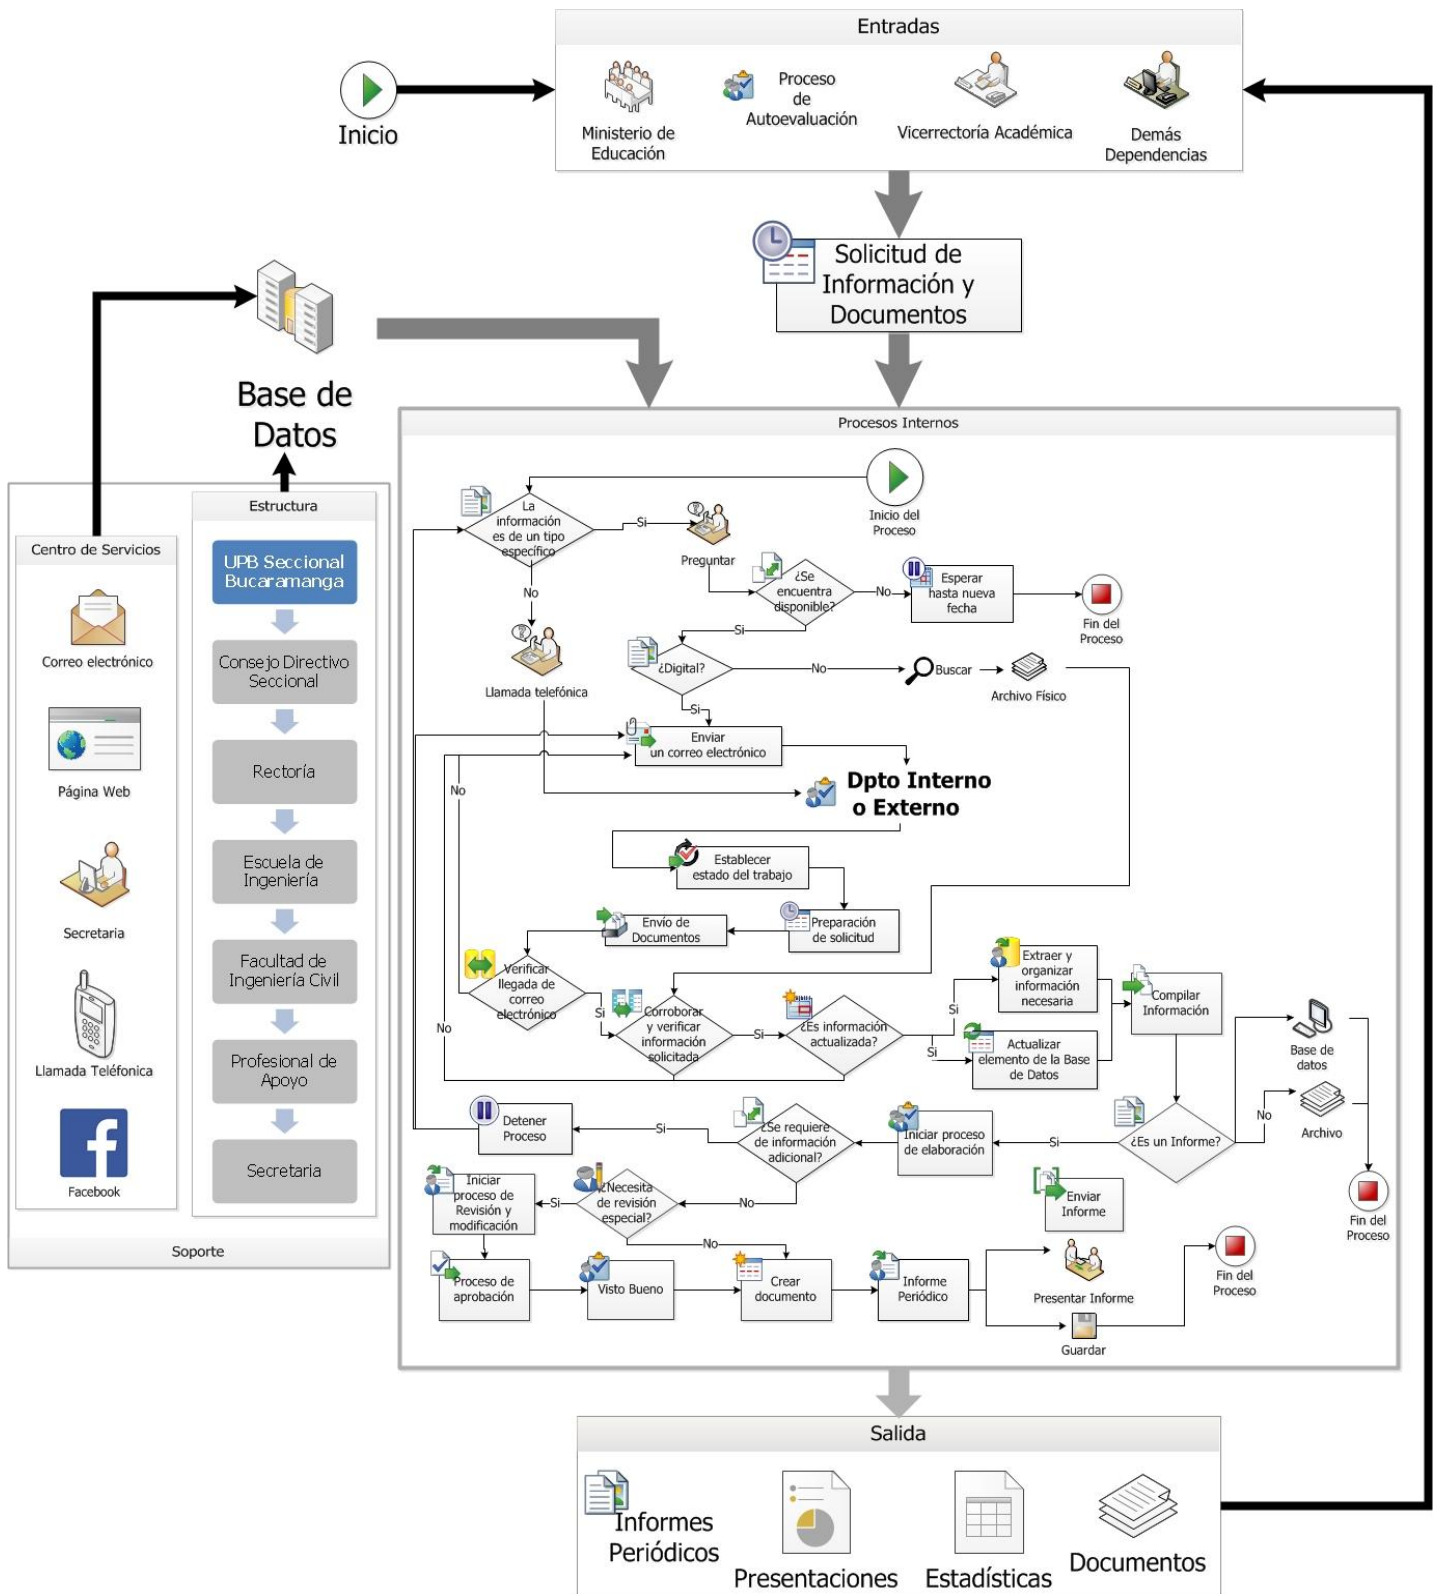 Entradas
Inicio
Ministerio de
Educación
Proceso
de
Autoevaluación
Vicerrectoría Académica
Demás
Dependencias
Solicitud de
Información y
Documentos
Base de
Datos
Centro de Servicios
Correo electrónico
Página Web
Secretaria
Llamada Teléfonica
Facebook
Estructura
UPB Seccional
Bucaramanga
Consejo Directivo
Seccional
Rectoría
Escuela de
Ingeniería
Facultad de
Ingeniería Civil
Profesional de
Apoyo
Secretaria
Soporte
Procesos Internos
Inicio del
Proceso
La
información
es de un tipo
específico
Si
Preguntar
No
¿Se
encuentra
disponible?
No
Esperar
hasta nueva
fecha
Fin del
Proceso
Si
Llamada telefónica
¿Digital?
No
Buscar
Archivo Físico
Si
Enviar
un correo electrónico
No
Dpto Interno
o Externo
Establecer
estado del trabajo
Envío de
Documentos
Preparación
de solicitud
Verificar
llegada de
correo
electrónico
Si
No
Corroborar
y verificar
información
solicitada
Si
¿Es información
actualizada?
Si
Si
Extraer y
organizar
información
necesaria
Actualizar
elemento de la Base
de Datos
Compilar
Información
Base de
datos
No
Archivo
¿Es un Informe?
Si
Iniciar proceso
de elaboración
¿Se requiere
de información
adicional?
Si
Detener
Proceso
No
¿Necesita
de revisión
especial?
Si
Iniciar
proceso de
Revisión y
modificación
No
Enviar
Informe
Fin del
Proceso
Proceso de
aprobación
Visto Bueno
Crear
documento
Informe
Periódico
Presentar Informe
Guardar
Fin del
Proceso
Salida
Informes
Periódicos
Presentaciones
Estadísticas
Documentos